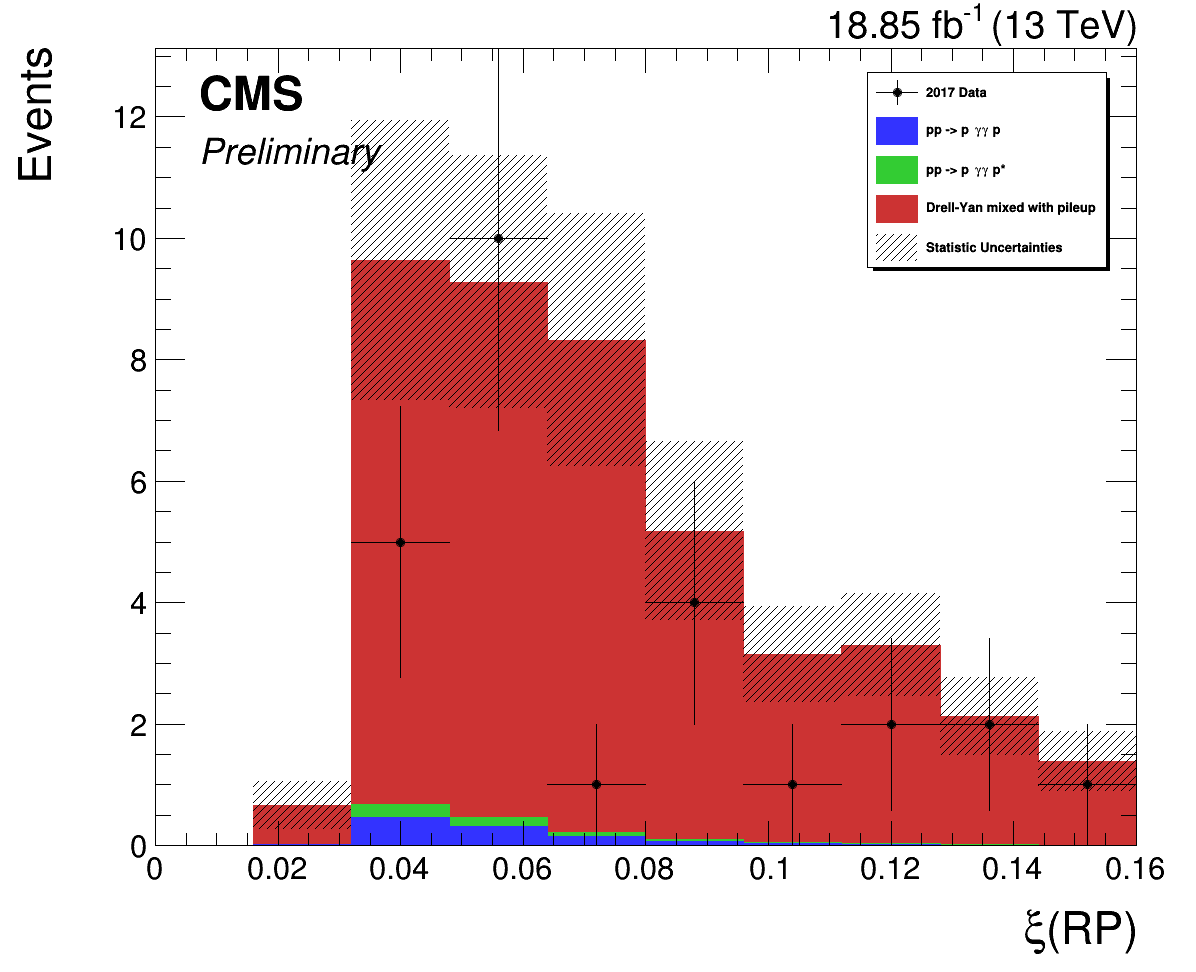 18.85 fb⁻¹ (13 TeV)
Events
CMS
Preliminary
2017 Data
pp -> p γγ p
pp -> p γγ p*
Drell-Yan mixed with pileup
Statistic Uncertainties
12
10
8
6
4
2
0
0 0.02 0.04 0.06 0.08 0.1 0.12 0.14 0.16
ξ(RP)